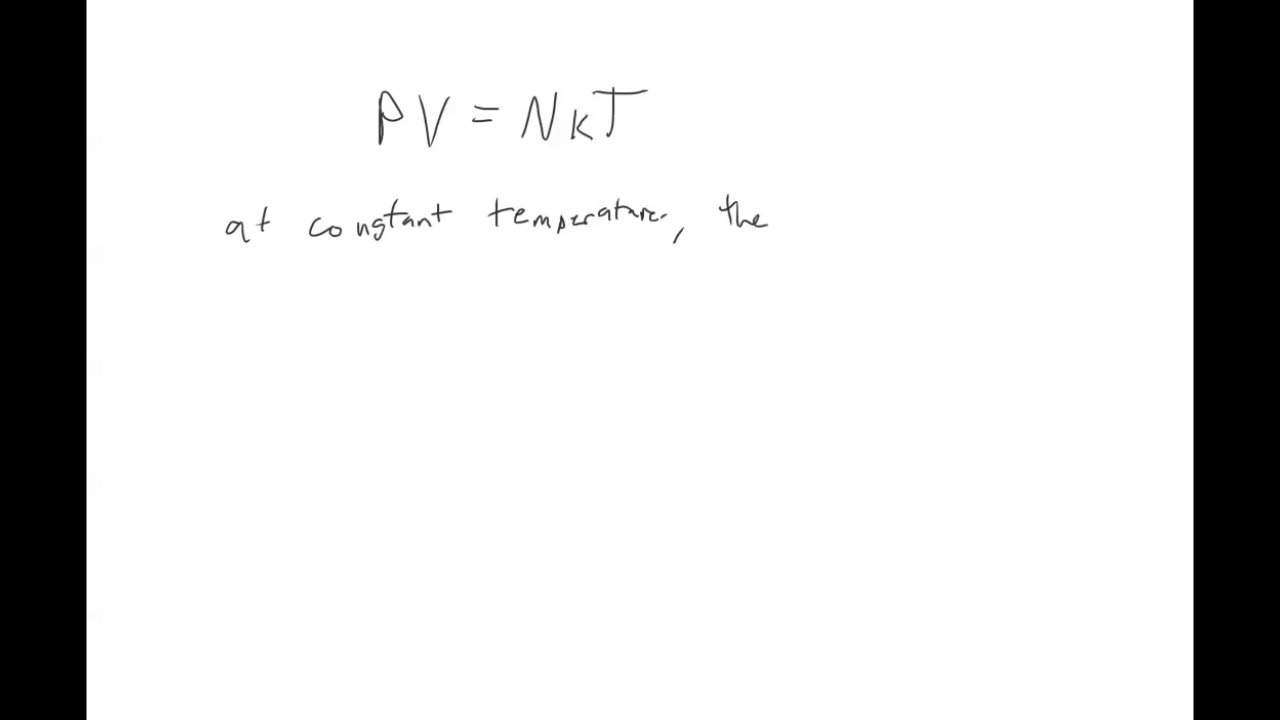 PV = NkT
at constant temperature, the